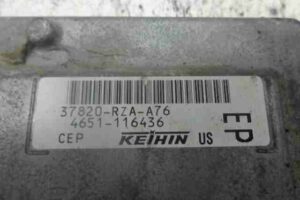 37820-RZA-A76
4651-116436
CEP KEIHIN US
EP